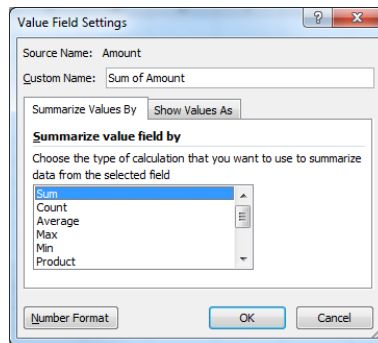 Value Field Settings
Source Name: Amount
Custom Name: Sum of Amount
Summarize Values By Show Values As
Summarize value field by
Choose the type of calculation that you want to use to summarize
data from the selected field
Sum
Count
Average
Max
Min
Product
Number Format OK Cancel